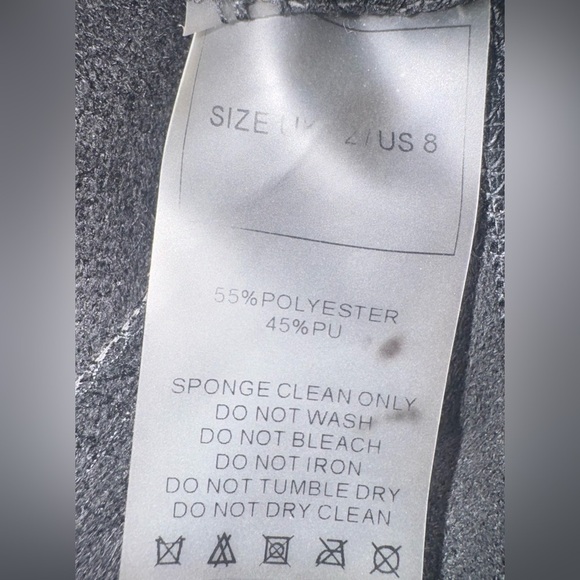 SIZE / US 8
55%POLYESTER
45%PU
SPONGE CLEAN ONLY
DO NOT WASH
DO NOT BLEACH
DO NOT IRON
DO NOT TUMBLE DRY
DO NOT DRY CLEAN